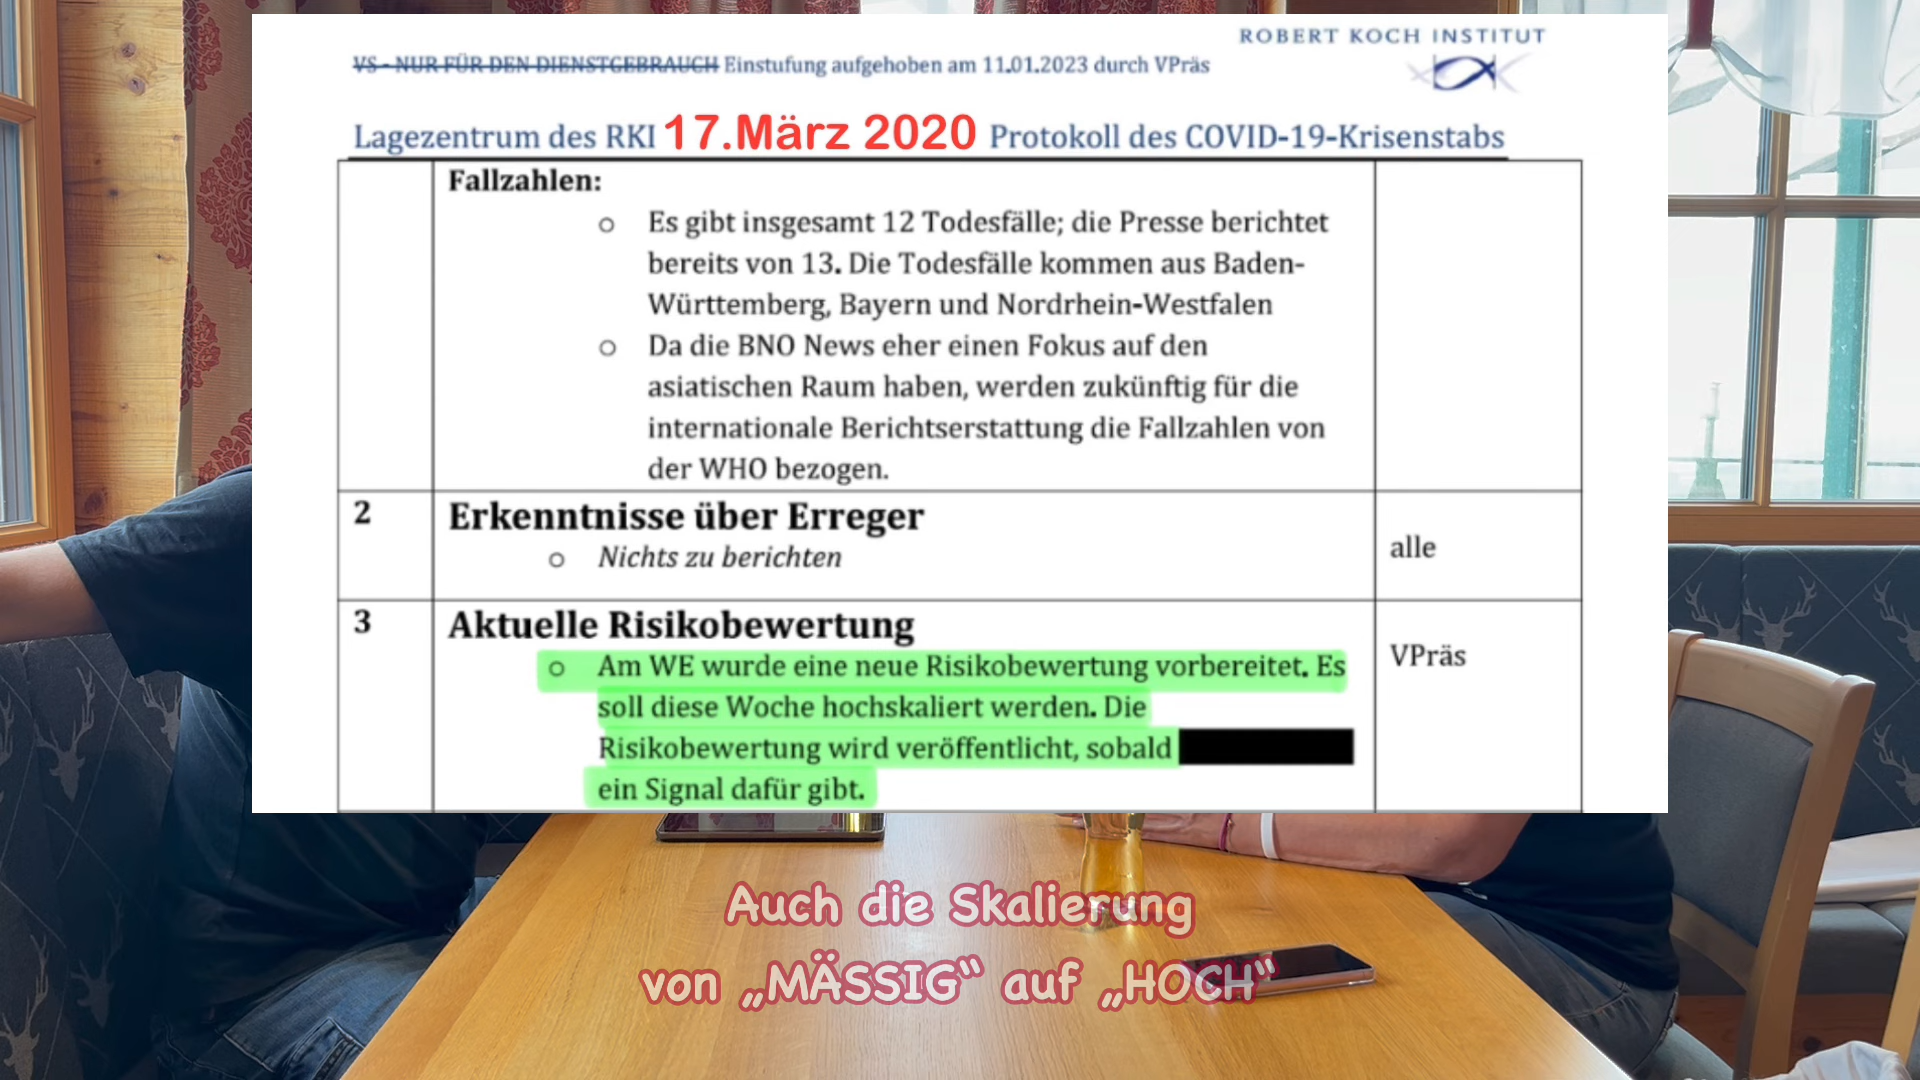 ROBERT KOCH INSTITUT
VS - NUR FÜR DEN DIENSTGEBRAUCH Einstufung aufgehoben am 11.01.2023 durch VPräs
Lagezentrum des RKI 17.März 2020 Protokoll des COVID-19-Krisenstabs
Fallzahlen:
o Es gibt insgesamt 12 Todesfälle; die Presse berichtet
bereits von 13. Die Todesfälle kommen aus Baden-
Württemberg, Bayern und Nordrhein-Westfalen
o Da die BNO News eher einen Fokus auf den
asiatischen Raum haben, werden zukünftig für die
internationale Berichtserstattung die Fallzahlen von
der WHO bezogen.
2 Erkenntnisse über Erreger
o Nichts zu berichten
alle
3 Aktuelle Risikobewertung
o Am WE wurde eine neue Risikobewertung vorbereitet. Es
VPräs
soll diese Woche hochskaliert werden. Die
Risikobewertung wird veröffentlicht, sobald
ein Signal dafür gibt.
Auch die Skalierung
von „MÄSSIG“ auf „HOCH“